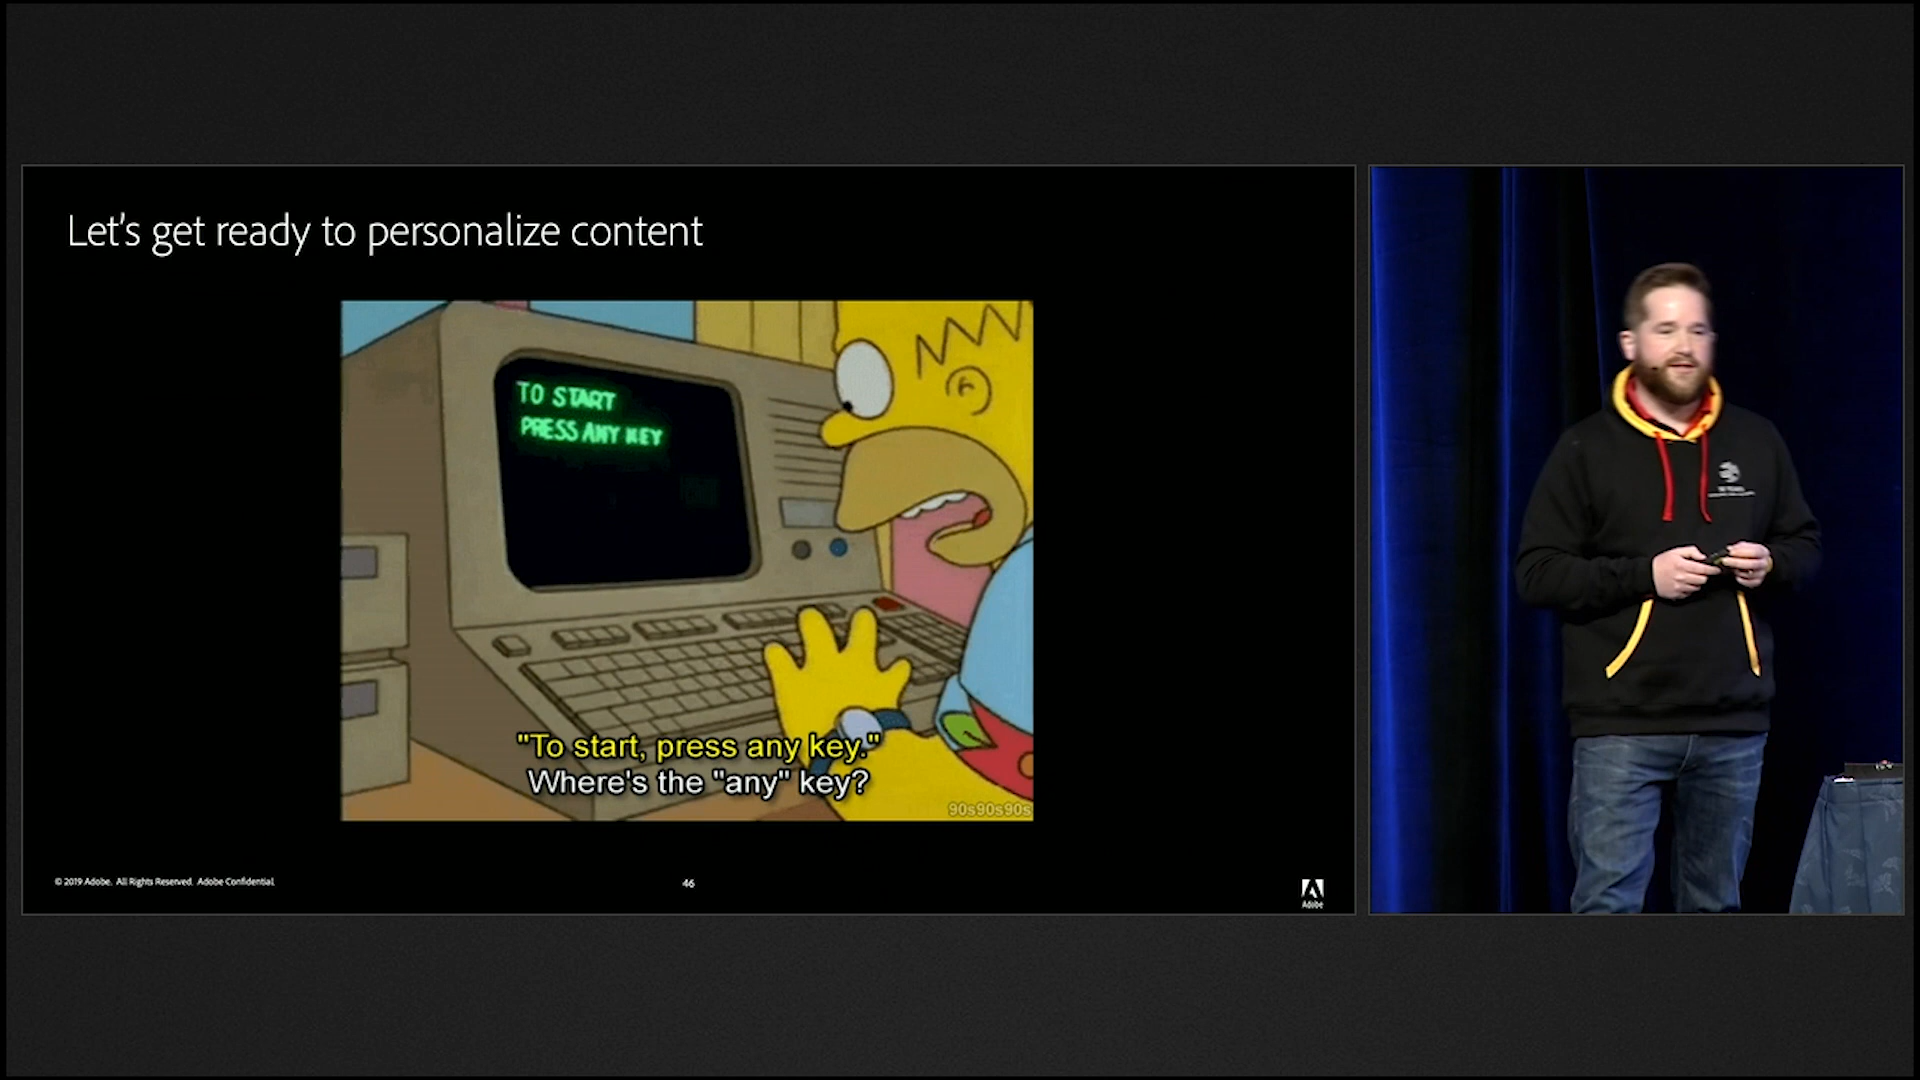 Let's get ready to personalize content
TO START
PRESS ANY KEY
"To start, press any key."
Where's the "any" key?
90s90s90s
© 2019 Adobe. All Rights Reserved. Adobe Confidential.
46
Adobe